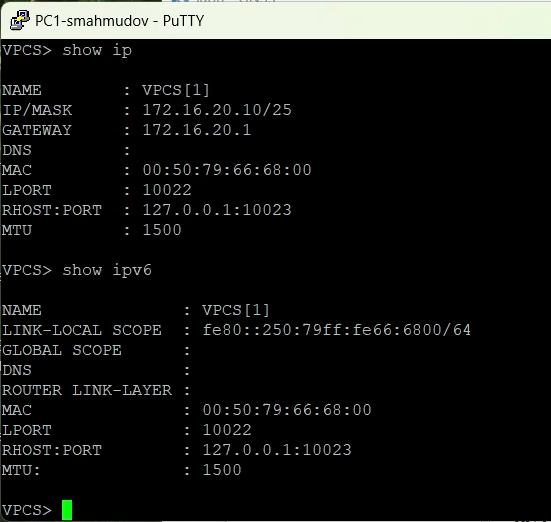 PC1-smahmudov - PuTTY
VPCS> show ip
NAME        : VPCS[1]
IP/MASK     : 172.16.20.10/25
GATEWAY     : 172.16.20.1
DNS         :
MAC         : 00:50:79:66:68:00
LPORT       : 10022
RHOST:PORT  : 127.0.0.1:10023
MTU         : 1500
VPCS> show ipv6
NAME              : VPCS[1]
LINK-LOCAL SCOPE  : fe80::250:79ff:fe66:6800/64
GLOBAL SCOPE      :
DNS               :
ROUTER LINK-LAYER :
MAC               : 00:50:79:66:68:00
LPORT             : 10022
RHOST:PORT        : 127.0.0.1:10023
MTU:              : 1500
VPCS>